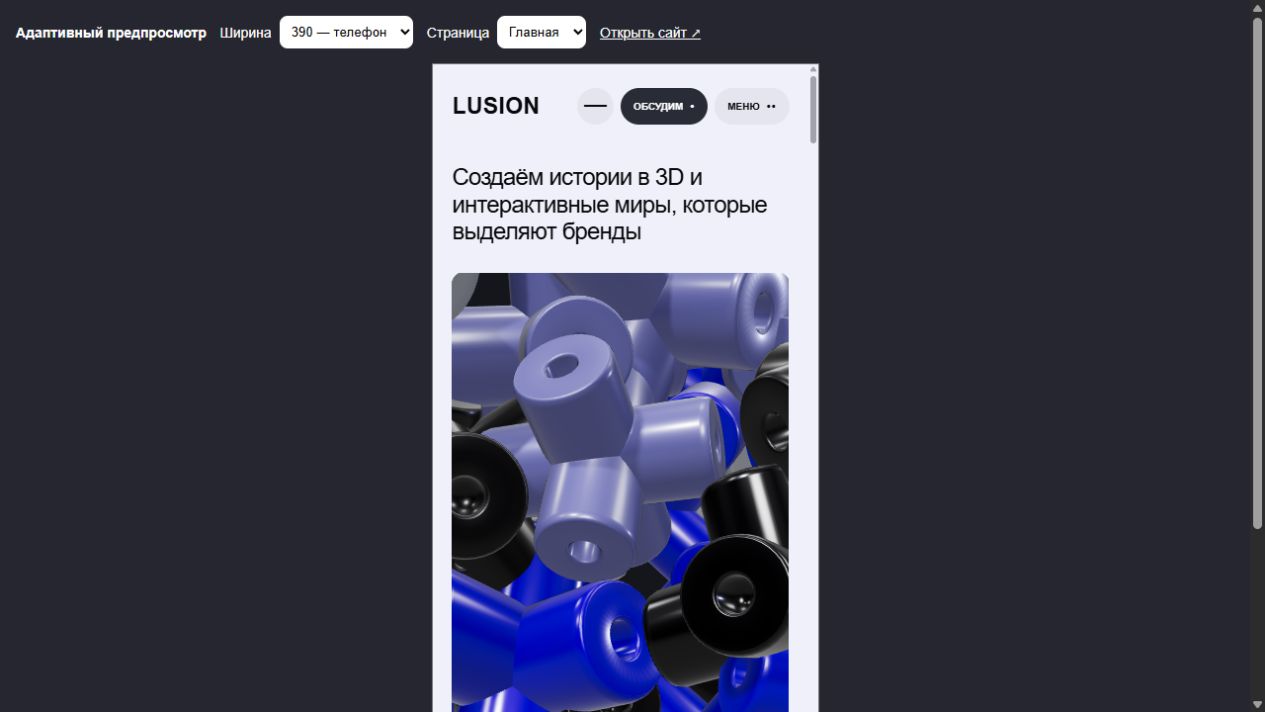 Адаптивный предпросмотр Ширина 390 — телефон Страница Главная Открыть сайт ↗
LUSION ОБСУДИМ • МЕНЮ ••
Создаём истории в 3D и
интерактивные миры, которые
выделяют бренды